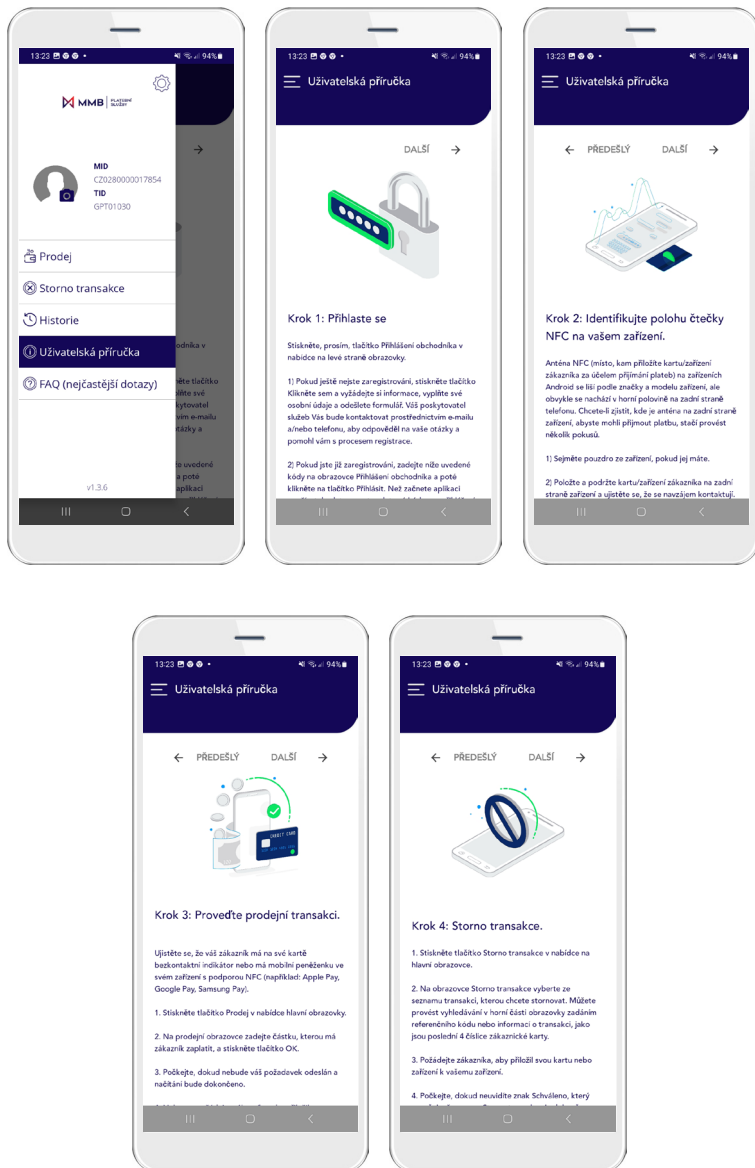 13:23
94%
MMB PLATEBNÍ
SLUŽBY
MID
CZ0280000017854
TID
GPT01030
Prodej
Storno transakce
Historie
Uživatelská příručka
FAQ (nejčastější dotazy)
v1.3.6
13:23
94%
Uživatelská příručka
DALŠÍ
Krok 1: Přihlaste se
Stiskněte, prosím, tlačítko Přihlášení obchodníka v
nabídce na levé straně obrazovky.
1) Pokud ještě nejste zaregistrováni, stiskněte tlačítko
Klikněte sem a vyžádejte si informace, vyplňte své
osobní údaje a odešlete formulář. Váš poskytovatel
služeb Vás bude kontaktovat prostřednictvím e-mailu
a/nebo telefonu, aby odpověděl na vaše otázky a
pomohl vám s procesem registrace.
2) Pokud jste již zaregistrováni, zadejte níže uvedené
kódy na obrazovce Přihlášení obchodníka a poté
klikněte na tlačítko Přihlásit. Než začnete aplikaci
13:23
94%
Uživatelská příručka
PŘEDEŠLÝ DALŠÍ
Krok 2: Identifikujte polohu čtečky
NFC na vašem zařízení.
Anténa NFC (místo, kam přiložíte kartu/zařízení
zákazníka za účelem příjímání plateb) na zařízeních
Android se liší podle značky a modelu zařízení, ale
obvykle se nachází v horní polovině na zadní straně
telefonu. Chcete-li zjistit, kde je anténa na zadní straně
zařízení, abyste mohli přijmout platbu, stačí provést
několik pokusů.
1) Sejměte pouzdro ze zařízení, pokud jej máte.
2) Položte a podržte kartu/zařízení zákazníka na zadní
straně zařízení a ujistěte se, že se navzájem kontaktují.
13:23
94%
Uživatelská příručka
PŘEDEŠLÝ DALŠÍ
CREDIT CARD
Krok 3: Proveďte prodejní transakci.
Ujistěte se, že váš zákazník má na své kartě
bezkontaktní indikátor nebo má mobilní peněženku ve
svém zařízení s podporou NFC (například: Apple Pay,
Google Pay, Samsung Pay).
1. Stiskněte tlačítko Prodej v nabídce hlavní obrazovky.
2. Na prodejní obrazovce zadejte částku, kterou má
zákazník zaplatit, a stiskněte tlačítko OK.
3. Počkejte, dokud nebude váš požadavek odeslán a
načítání bude dokončeno.
13:23
94%
Uživatelská příručka
PŘEDEŠLÝ DALŠÍ
Krok 4: Storno transakce.
1. Stiskněte tlačítko Storno transakce v nabídce na
hlavní obrazovce.
2. Na obrazovce Storno transakce vyberte ze
seznamu transakci, kterou chcete stornovat. Můžete
provést vyhledávání v horní části obrazovky zadáním
referenčního kódu nebo informací o transakci, jako
jsou poslední 4 číslice zákaznické karty.
3. Požádejte zákazníka, aby přiložil svou kartu nebo
zařízení k vašemu zařízení.
4. Počkejte, dokud neuvidíte znak Schváleno, který